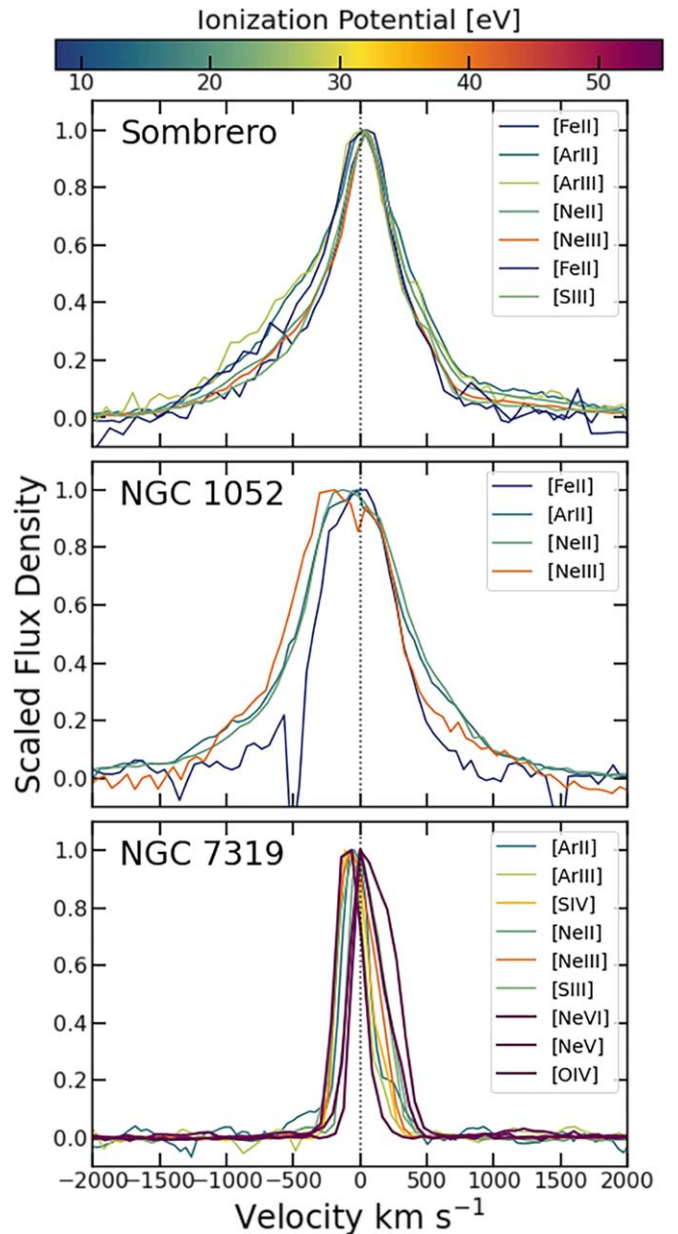 Ionization Potential [eV]
10 20 30 40 50
Sombrero
[FeII]
[ArII]
[ArIII]
[NeII]
[NeIII]
[FeII]
[SIII]
1.0
0.8
0.6
0.4
0.2
0.0
NGC 1052
[FeII]
[ArII]
[NeII]
[NeIII]
1.0
0.8
0.6
0.4
0.2
0.0
Scaled Flux Density
NGC 7319
[ArII]
[ArIII]
[SIV]
[NeII]
[NeIII]
[SIII]
[NeVI]
[NeV]
[OIV]
1.0
0.8
0.6
0.4
0.2
0.0
−2000 −1500 −1000 −500 0 500 1000 1500 2000
Velocity km s⁻¹